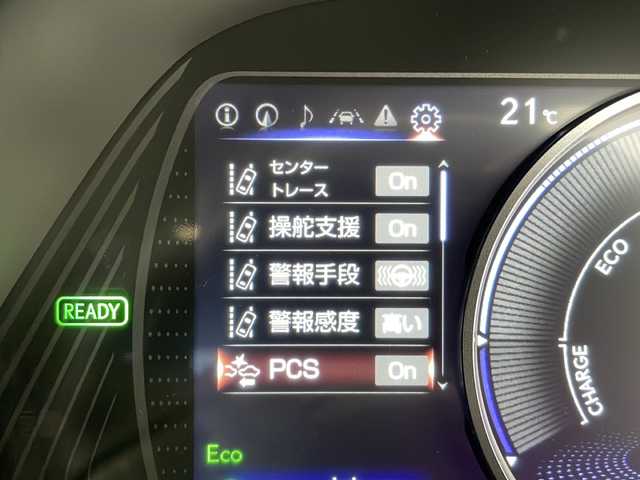 21℃
センター
トレース
On
操舵支援
On
警報手段
警報感度
高い
PCS
On
READY
Eco
ECO
CHARGE